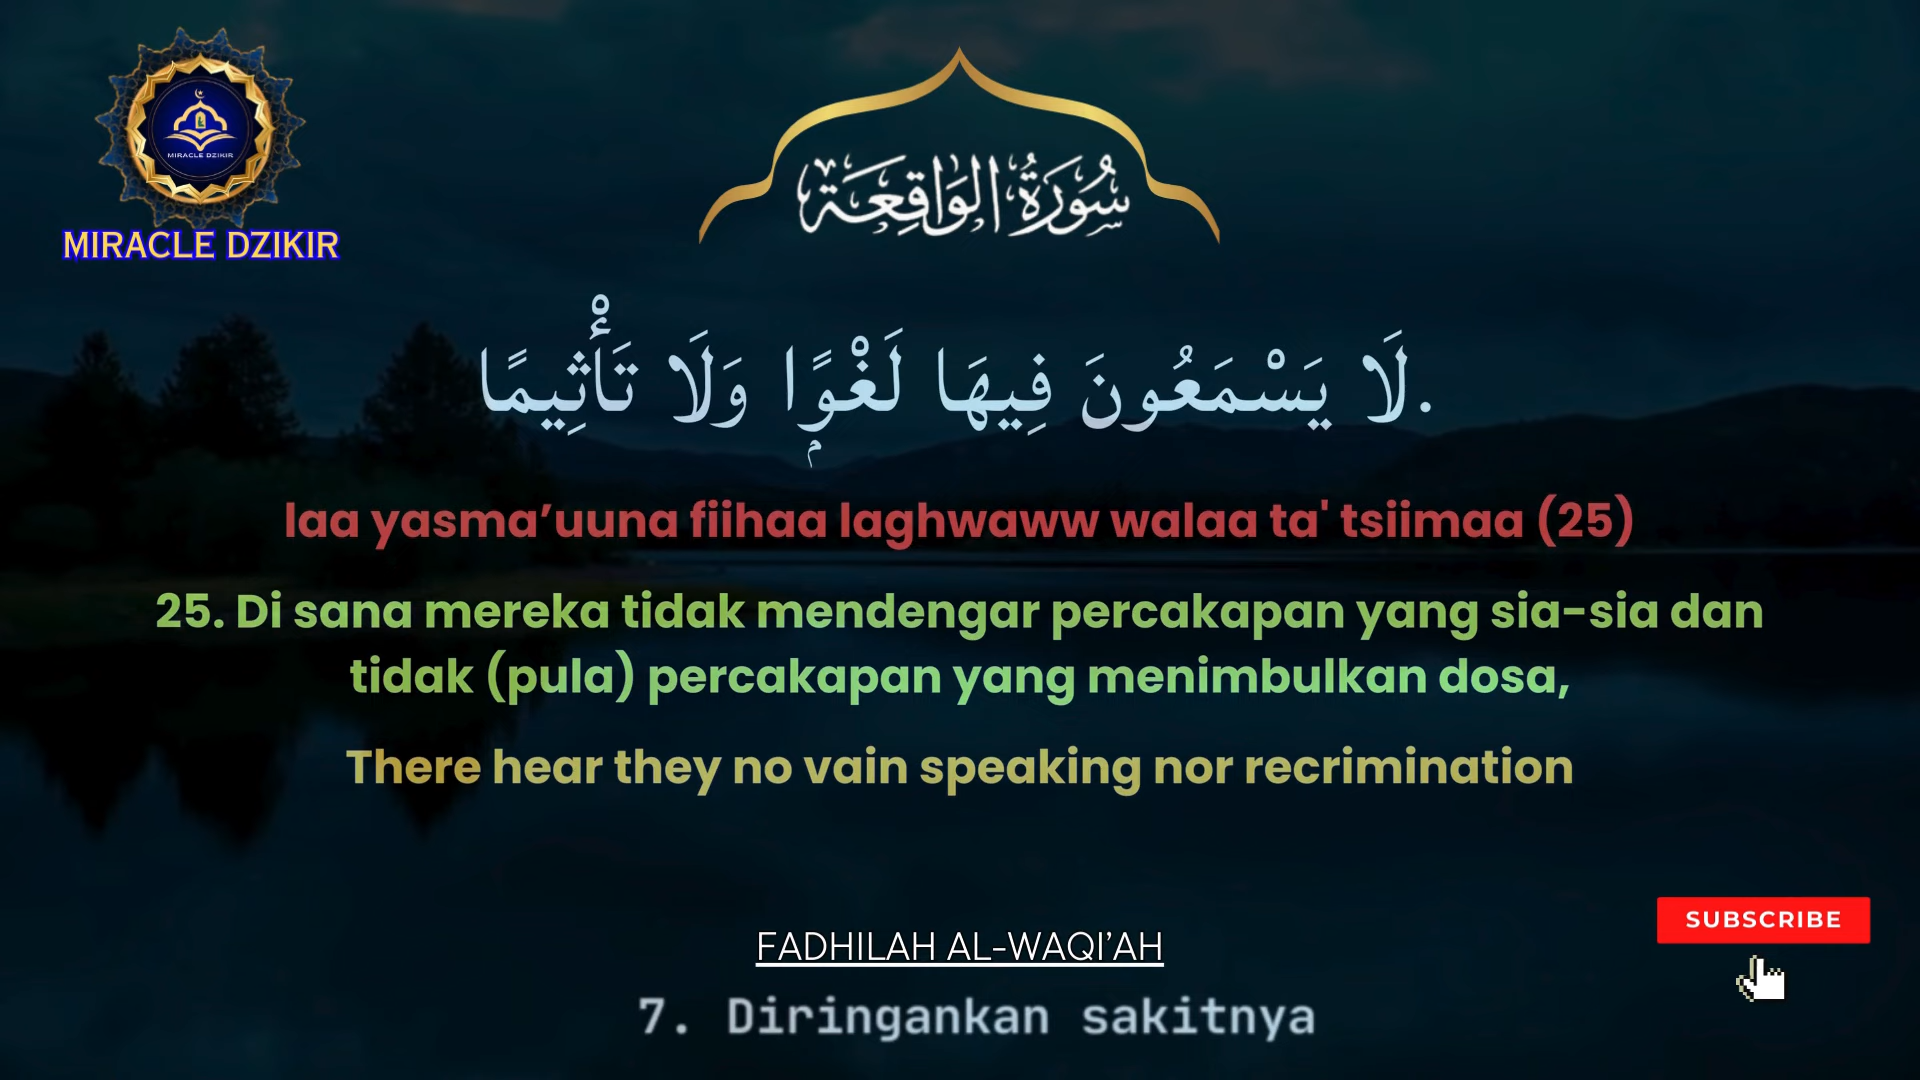 MIRACLE DZIKIR
MIRACLE DZIKIR
سُورَةُ الوَاقِعَة
.لَا يَسْمَعُونَ فِيهَا لَغْوًۭا وَلَا تَأْثِيمًا
laa yasma’uuna fiihaa laghwaww walaa ta' tsiimaa (25)
25. Di sana mereka tidak mendengar percakapan yang sia-sia dan
tidak (pula) percakapan yang menimbulkan dosa,
There hear they no vain speaking nor recrimination
SUBSCRIBE
FADHILAH AL-WAQI’AH
7. Diringankan sakitnya